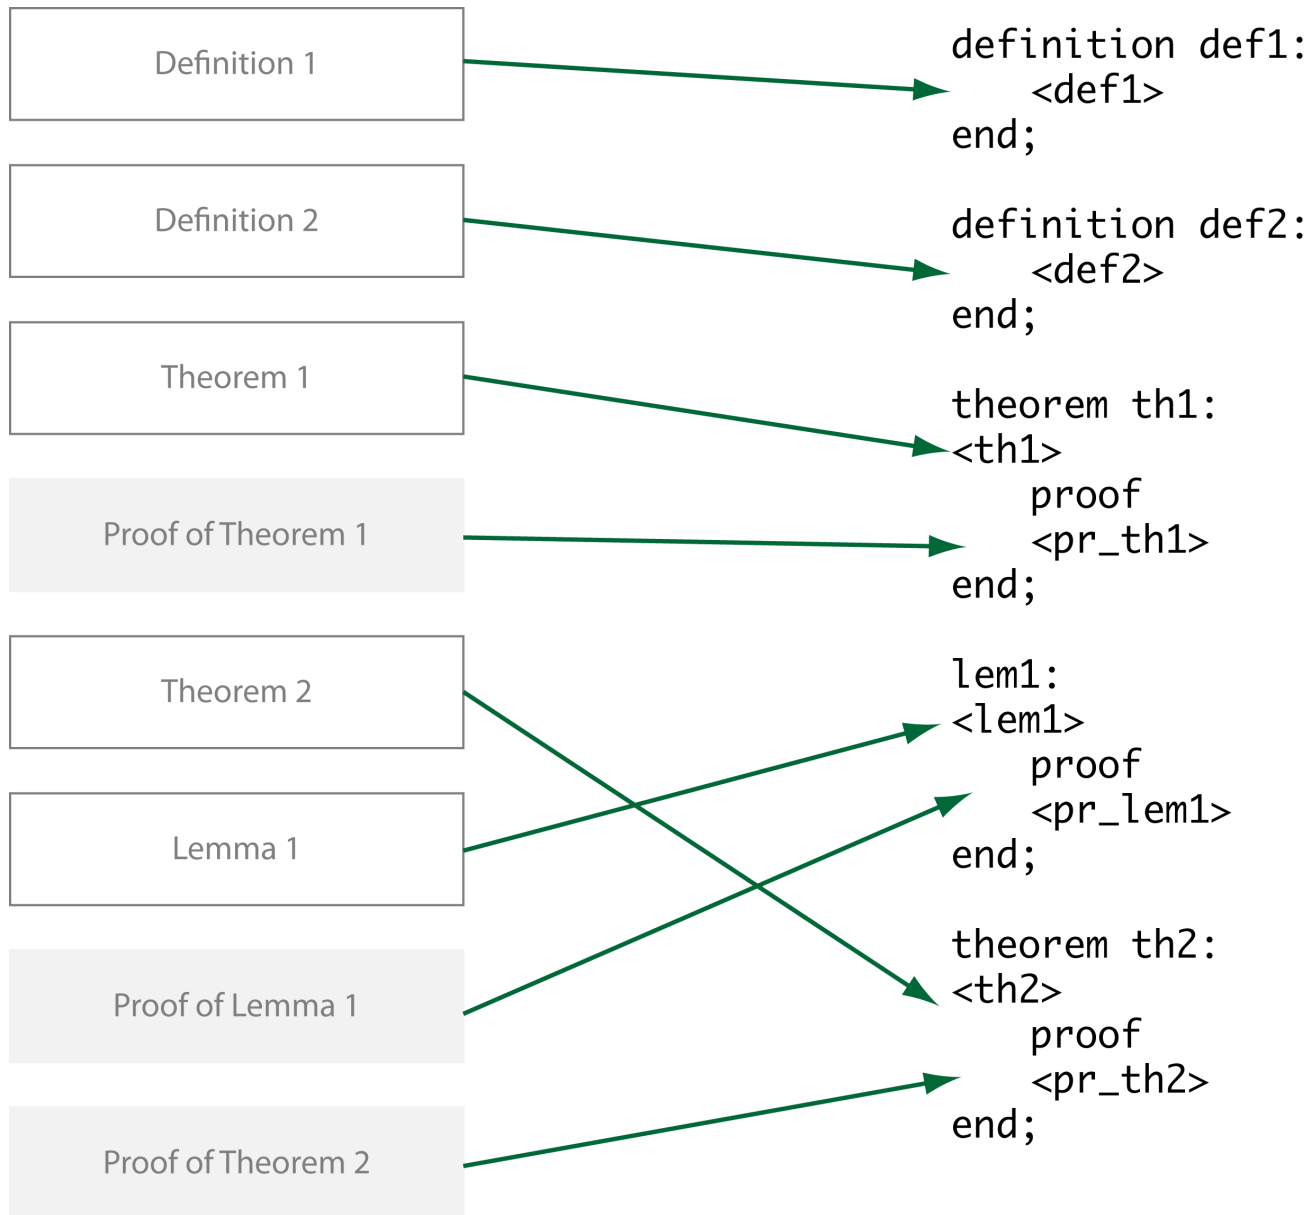 Definition 1
Definition 2
Theorem 1
Proof of Theorem 1
Theorem 2
Lemma 1
Proof of Lemma 1
Proof of Theorem 2
definition def1:
<def1>
end;
definition def2:
<def2>
end;
theorem th1:
<th1>
proof
<pr_th1>
end;
lem1:
<lem1>
proof
<pr_lem1>
end;
theorem th2:
<th2>
proof
<pr_th2>
end;